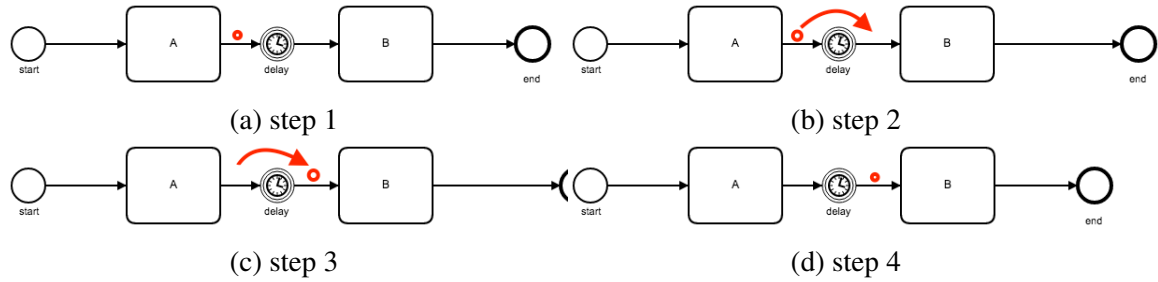 A
B
start
delay
end
(a) step 1
A
B
start
delay
end
(b) step 2
A
B
start
delay
(c) step 3
A
B
start
delay
end
(d) step 4